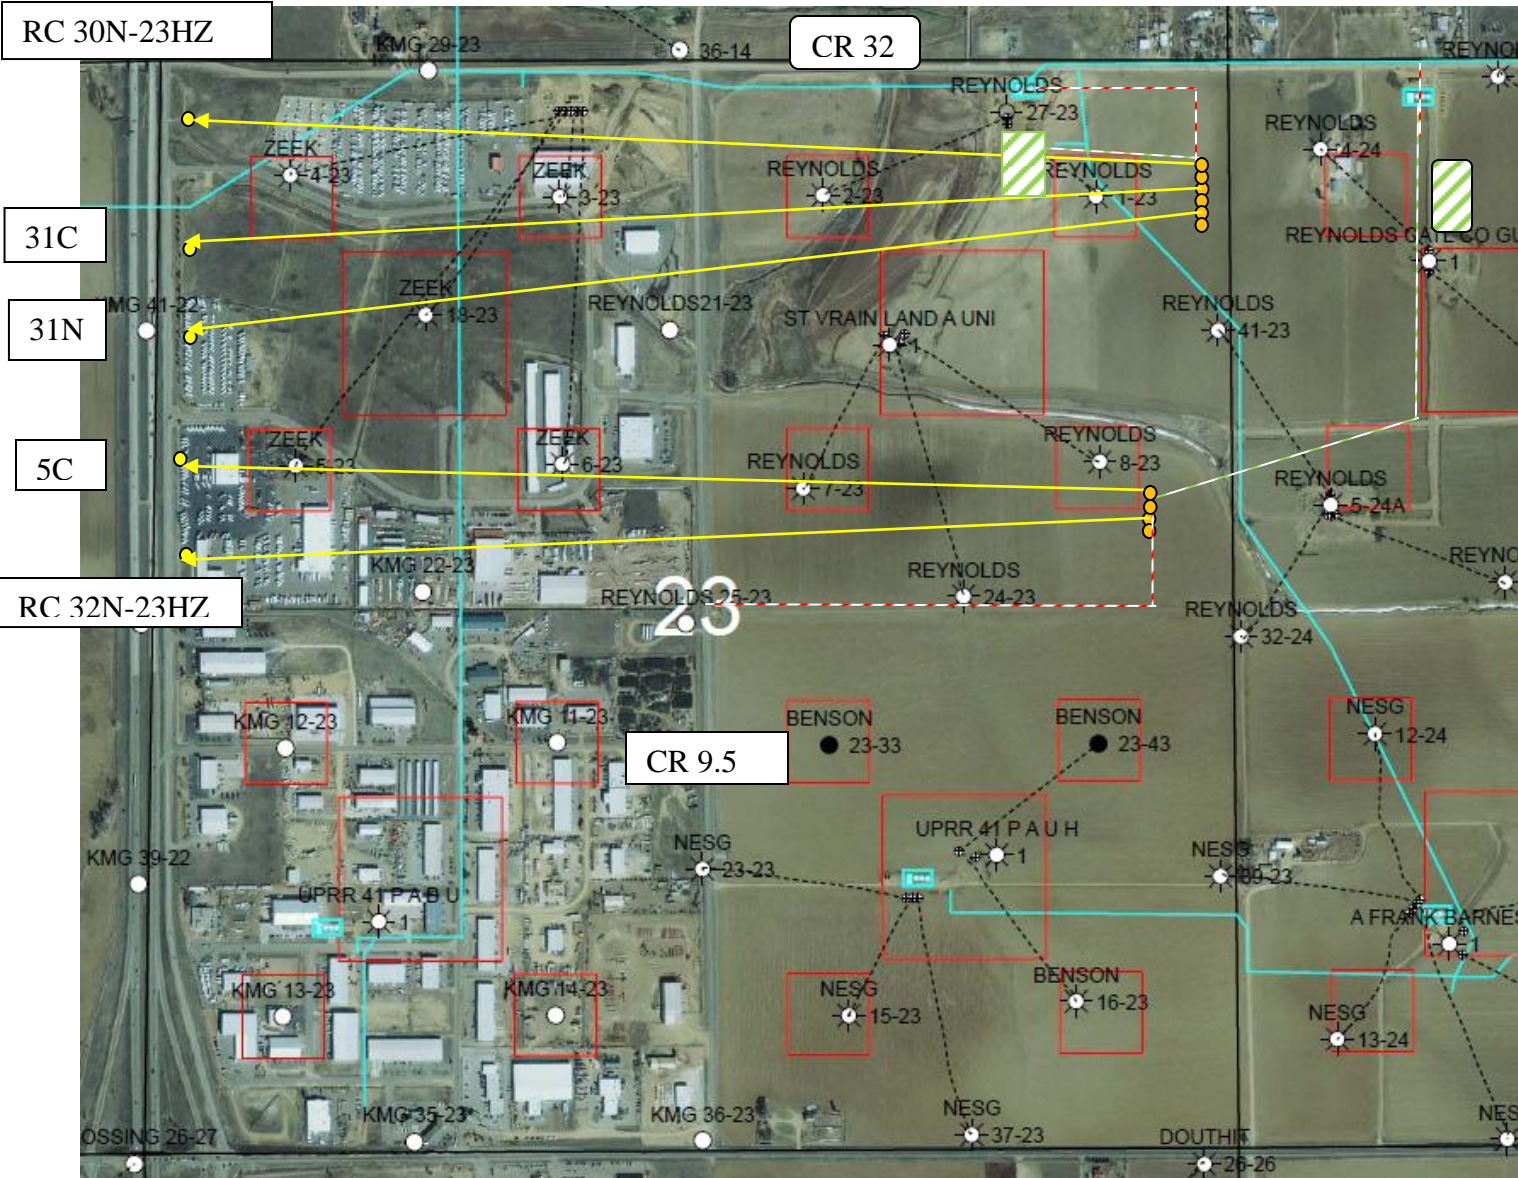 RC 30N-23HZ
CR 32
KMG 29-23
36-14
REYNOLDS
27-23
REYNOLDS
4-24
ZEEK
4-23
ZEEK
3-23
REYNOLDS
2-23
REYNOLDS
1-23
31C
REYNOLDS CATL CO GU
1
31N
KMG 41-22
ZEEK
18-23
REYNOLDS21-23
ST VRAIN LAND A UNI
1
REYNOLDS
41-23
5C
ZEEK
5-23
ZEEK
6-23
REYNOLDS
7-23
REYNOLDS
8-23
REYNOLDS
5-24A
RC 32N-23HZ
KMG 22-23
REYNOLDS 25-23
23
REYNOLDS
24-23
REYNOLDS
32-24
KMG 12-23
KMG 11-23
CR 9.5
BENSON
23-33
BENSON
23-43
NESG
12-24
KMG 39-22
UPRR 41 P A B U
1
NESG
23-23
UPRR 41 P A U H
1
NESG
39-23
A FRANK BARNES
1
KMG 13-23
KMG 14-23
NESG
15-23
BENSON
16-23
NESG
13-24
OSSING 26-27
KMG 35-23
KMG 36-23
NESG
37-23
DOUTHIT
26-26